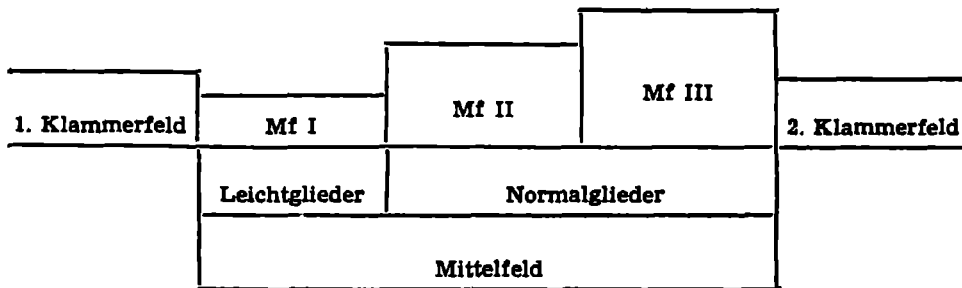 Mf III
Mf II
1. Klammerfeld Mf I 2. Klammerfeld
Leichtglieder Normalglieder
Mittelfeld